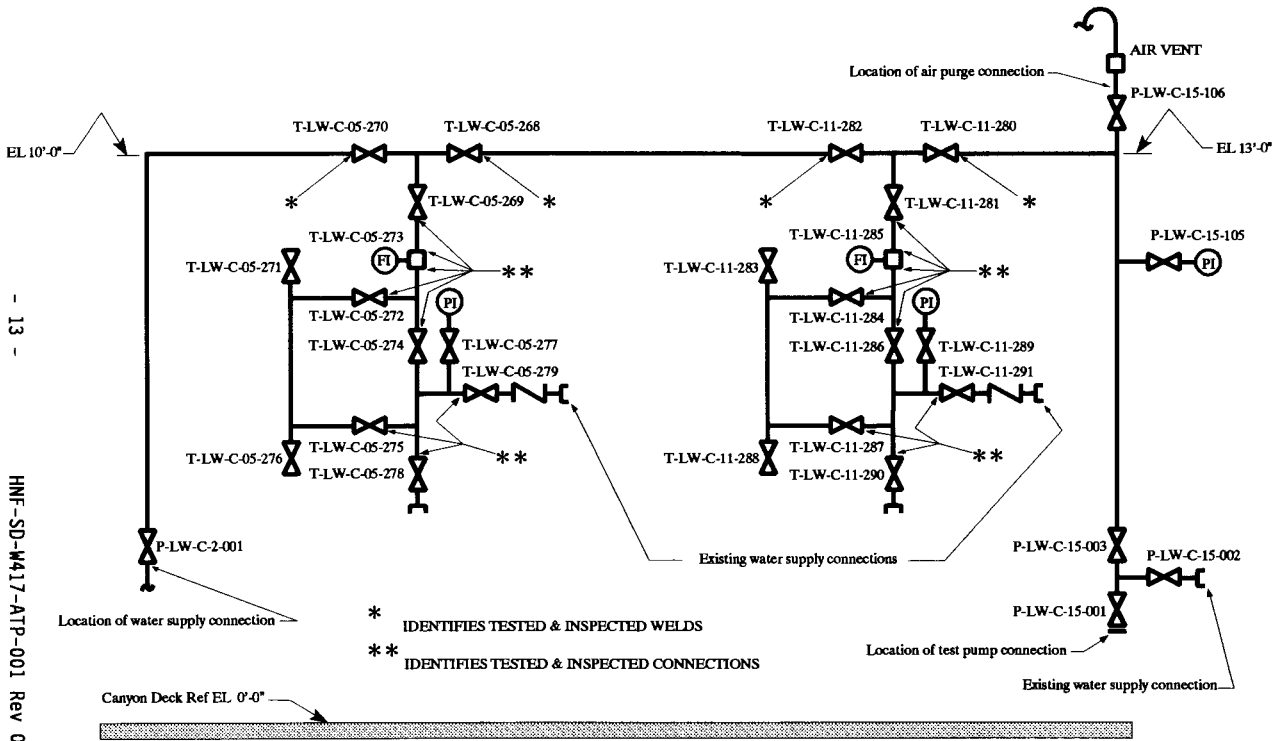 AIR VENT
Location of air purge connection
P-LW-C-15-106
T-LW-C-05-270
T-LW-C-05-268
T-LW-C-11-282
T-LW-C-11-280
EL 10'-0"
EL 13'-0"
*
*
*
*
T-LW-C-05-269
T-LW-C-11-281
T-LW-C-05-273
T-LW-C-11-285
P-LW-C-15-105
T-LW-C-05-271
FI
**
T-LW-C-11-283
FI
**
PI
PI
PI
T-LW-C-05-272
T-LW-C-11-284
T-LW-C-05-274
T-LW-C-05-277
T-LW-C-11-286
T-LW-C-11-289
T-LW-C-05-279
T-LW-C-11-291
T-LW-C-05-275
T-LW-C-11-287
T-LW-C-05-276
**
T-LW-C-11-288
**
T-LW-C-05-278
T-LW-C-11-290
P-LW-C-2-001
P-LW-C-15-003
P-LW-C-15-002
Existing water supply connections
P-LW-C-15-001
Location of water supply connection
* IDENTIFIES TESTED & INSPECTED WELDS
** IDENTIFIES TESTED & INSPECTED CONNECTIONS
Location of test pump connection
Existing water supply connection
Canyon Deck Ref EL 0'-0"
- 13 -
HNF-SD-W417-ATP-001 Rev 0